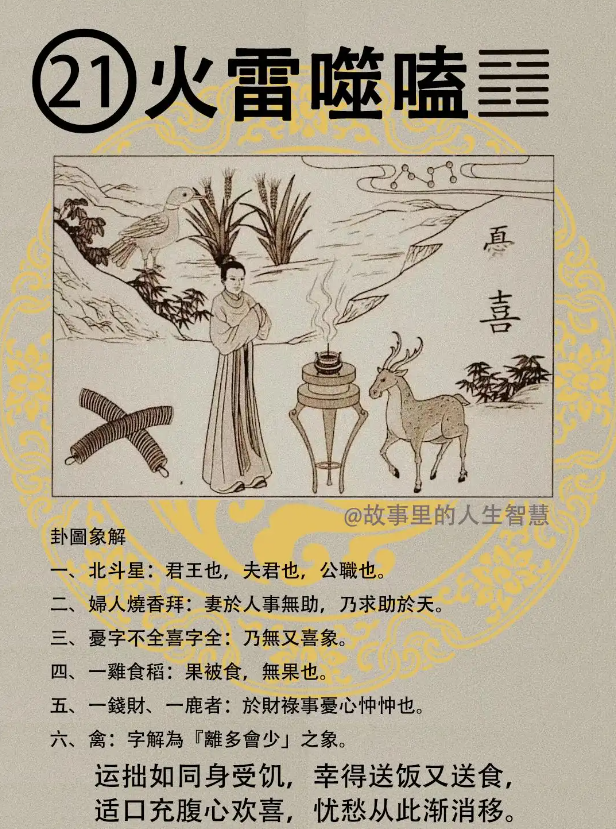 21 火雷噬嗑
喜
@故事里的人生智慧
卦圖象解
一、北斗星：君王也，夫君也，公職也。
二、婦人燒香拜：妻於人事無助，乃求助於天。
三、憂字不全喜字全：乃無又喜象。
四、一雞食稻：果被食，無果也。
五、一錢財、一鹿者：於財祿事憂心忡忡也。
六、禽：字解為『離多會少」之象。
运拙如同身受饥，幸得送饭又送食，
适口充腹心欢喜，忧愁从此渐消移。